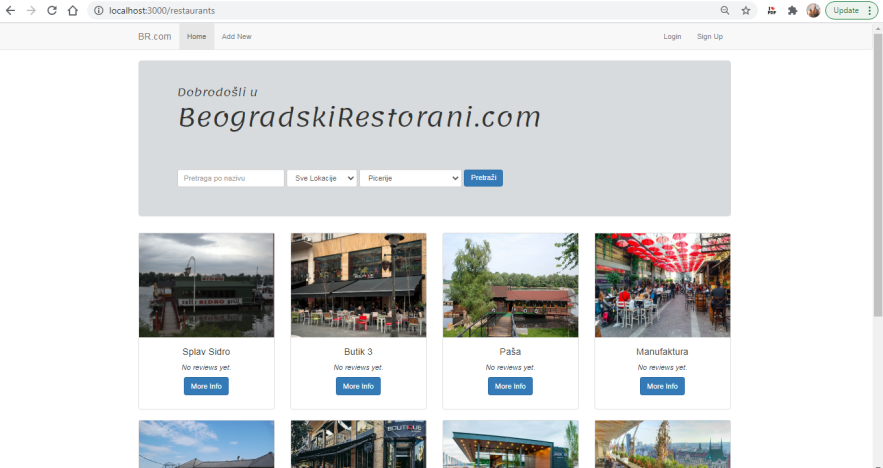 localhost:3000/restaurants
Update
BR.com Home Add New Login Sign Up
Dobrodošli u
BeogradskiRestorani.com
Pretraga po nazivu Sve Lokacije Picerije Pretraži
SIDRO
Splav Sidro Butik 3 Paša Manufaktura
No reviews yet. No reviews yet. No reviews yet. No reviews yet.
More Info More Info More Info More Info
BOUTIQUE